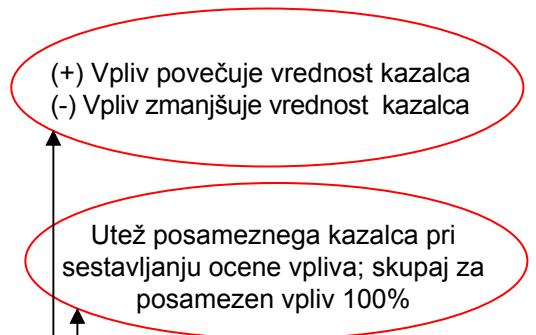 (+) Vpliv povečuje vrednost kazalca
(-) Vpliv zmanjšuje vrednost kazalca
Utež posameznega kazalca pri
sestavljanju ocene vpliva; skupaj za
posamezen vpliv 100%